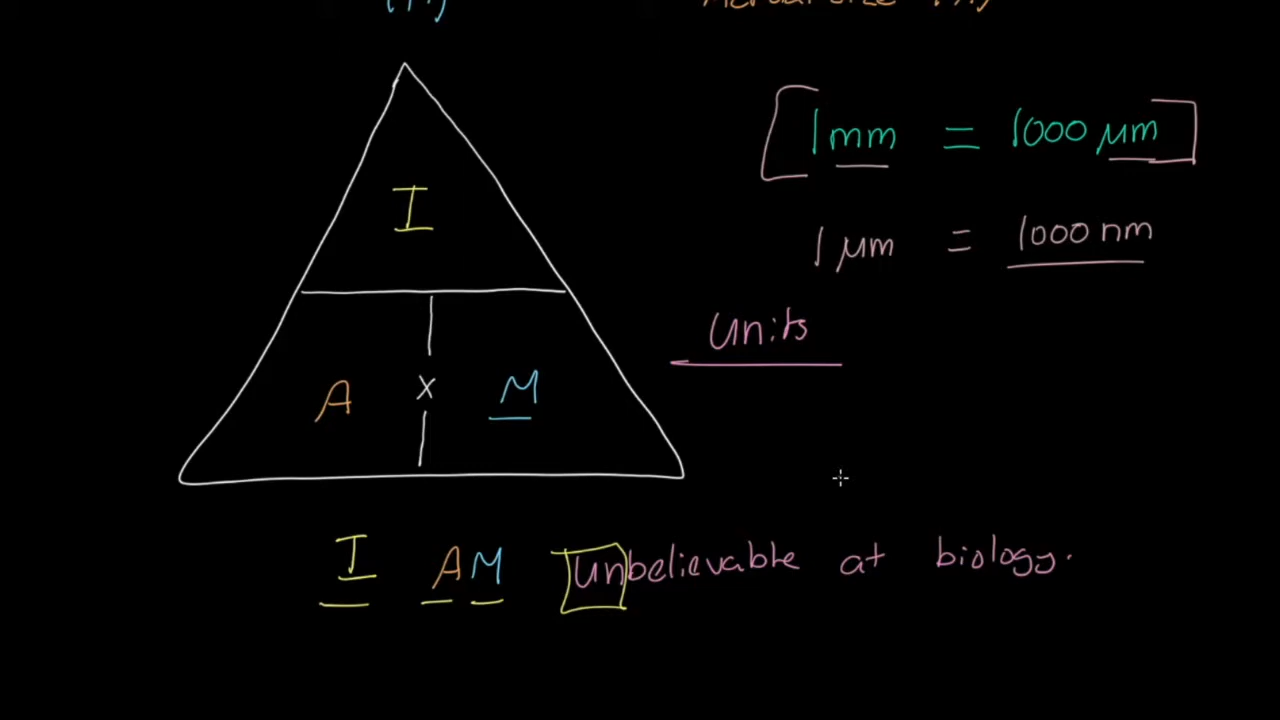 1mm = 1000 μm
1 μm = 1000 nm
I
Units
A x M
I AM Unbelievable at biology.